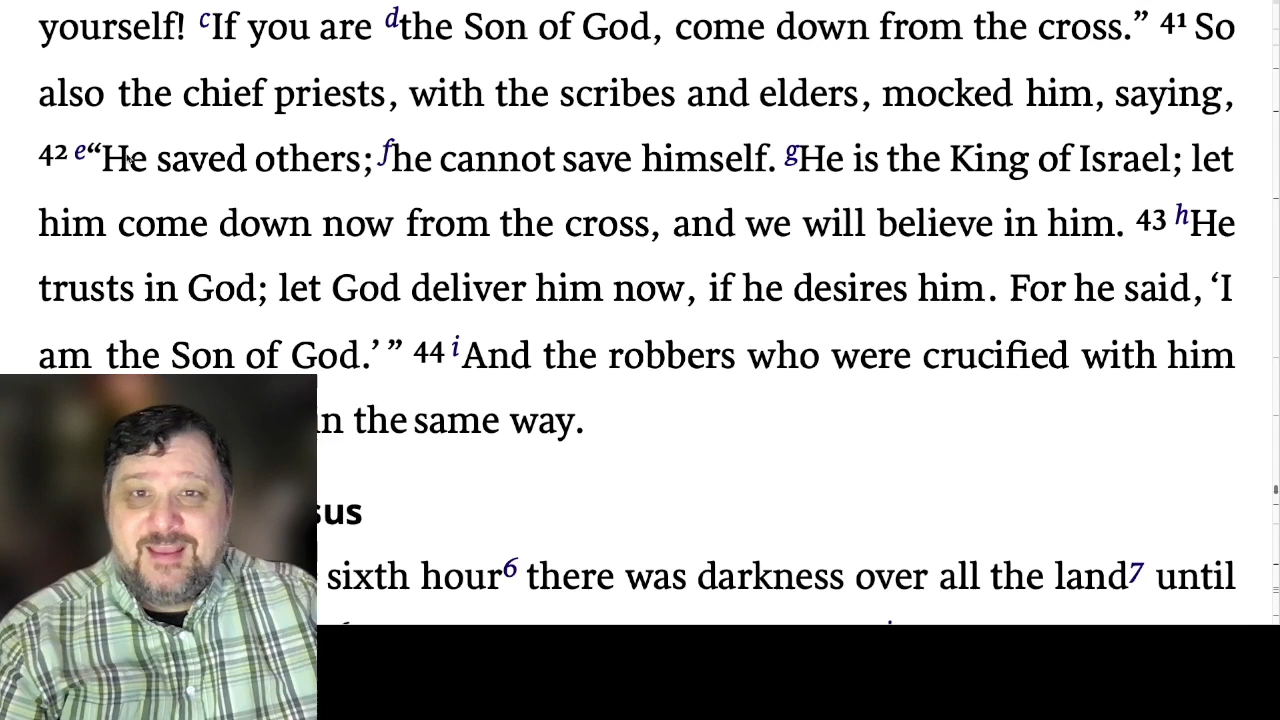 yourself! cIf you are dthe Son of God, come down from the cross.” 41 So
also the chief priests, with the scribes and elders, mocked him, saying,
42 e“He saved others; fhe cannot save himself. gHe is the King of Israel; let
him come down now from the cross, and we will believe in him. 43 hHe
trusts in God; let God deliver him now, if he desires him. For he said, ‘I
am the Son of God.’” 44 iAnd the robbers who were crucified with him
in the same way.
sixth hour6 there was darkness over all the land7 until